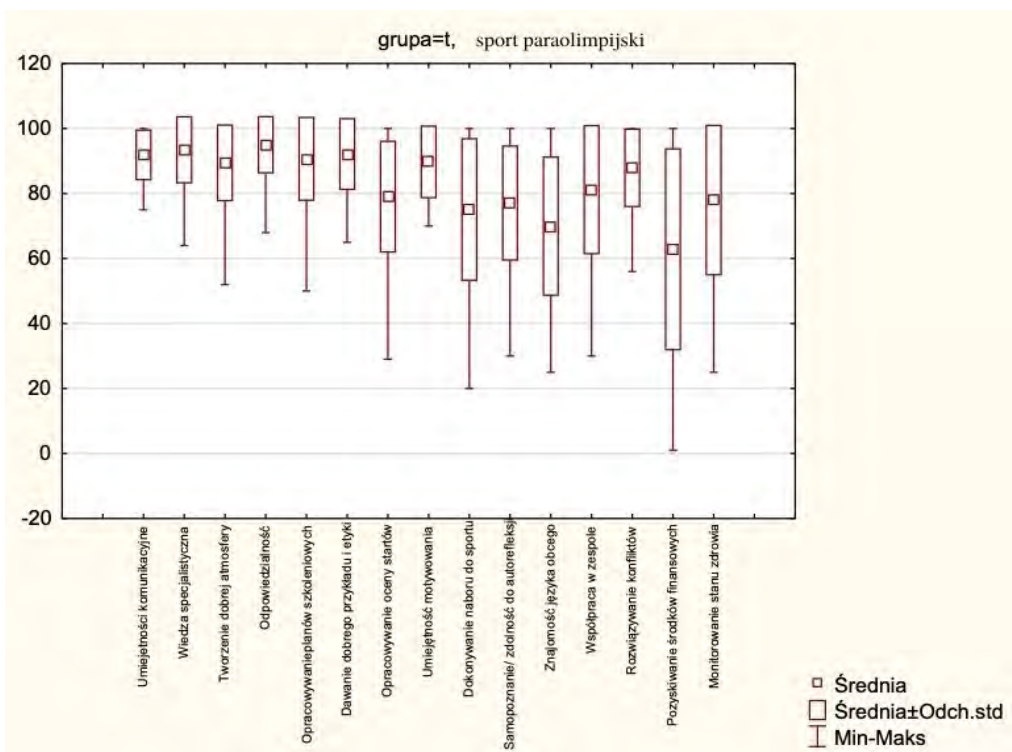 grupa=t, sport paraolimpijski
120
100
80
60
40
20
0
-20
Umiejętności komunikacyjne
Wiedza specjalistyczna
Tworzenie dobrej atmosfery
Odpowiedzialność
Opracowywanieplanów szkoleniowych
Dawanie dobrego przykładu i etyki
Opracowywanie oceny startów
Umiejętność motywowania
Dokonywanie naboru do sportu
Samopoznanie/ zdolność do autorefleksji
Znajomość języka obcego
Współpraca w zespole
Rozwiązywanie konfliktów
Pozyskiwanie środków finansowych
Monitorowanie stanu zdrowia
Średnia
Średnia±Odch.std
Min-Maks